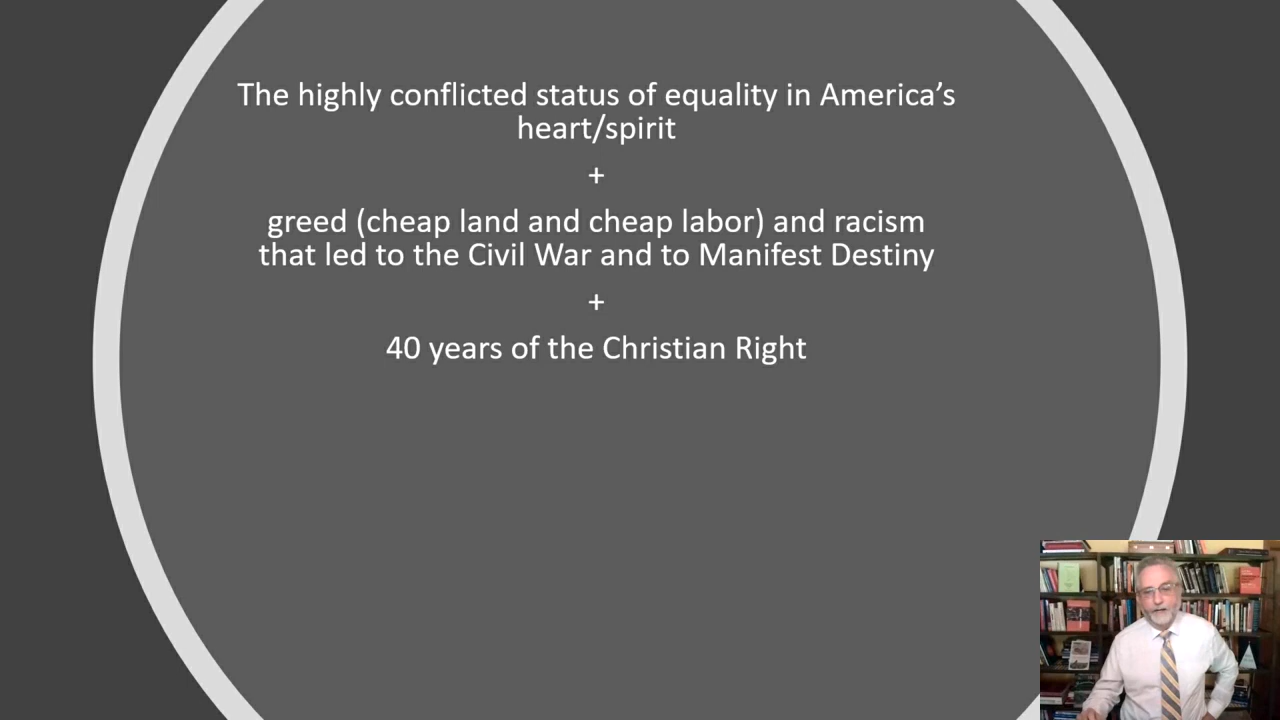 The highly conflicted status of equality in America’s
heart/spirit
+
greed (cheap land and cheap labor) and racism
that led to the Civil War and to Manifest Destiny
+
40 years of the Christian Right